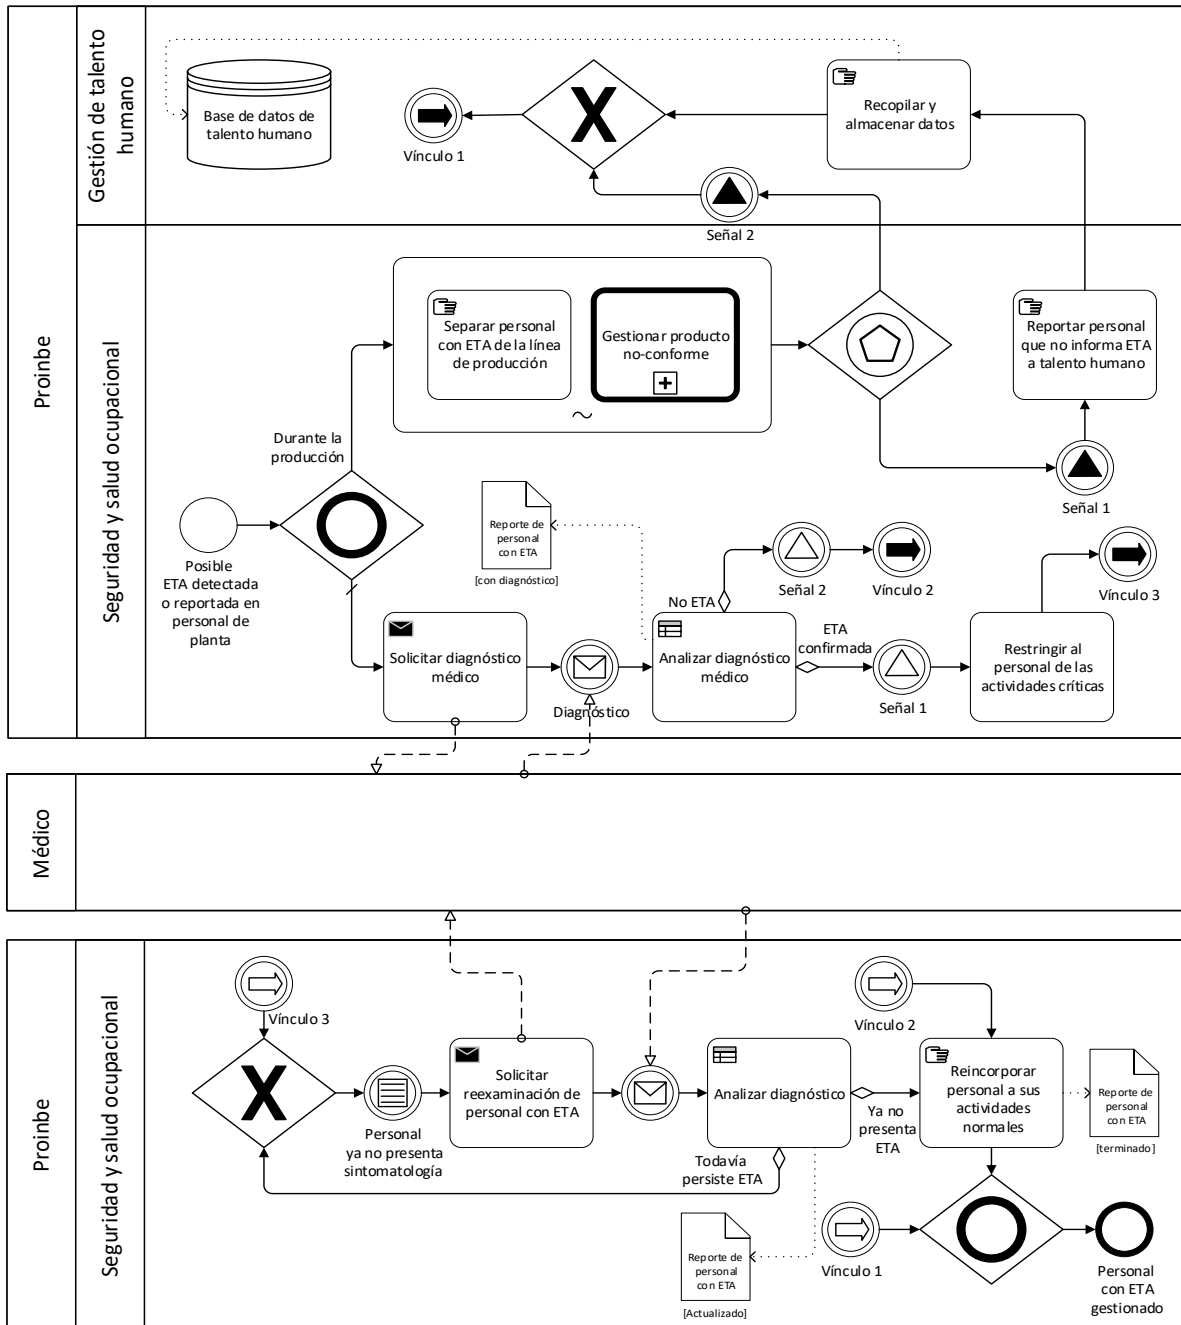 Proinbe
Gestión de talento
humano
Base de datos de
talento humano
Vínculo 1
X
Recopilar y
almacenar datos
Señal 2
Seguridad y salud ocupacional
Separar personal
con ETA de la línea
de producción
Gestionar producto
no-conforme
Reportar personal
que no informa ETA
a talento humano
Durante la
producción
Señal 1
Posible
ETA detectada
o reportada en
personal de
planta
Reporte de
personal
con ETA
[con diagnóstico]
Señal 2
Vínculo 2
Vínculo 3
No ETA
Solicitar diagnóstico
médico
Diagnóstico
Analizar diagnóstico
médico
ETA
confirmada
Señal 1
Restringir al
personal de las
actividades críticas
Médico
Proinbe
Seguridad y salud ocupacional
Vínculo 3
X
Personal
ya no presenta
sintomatología
Solicitar
reexaminación de
personal con ETA
Analizar diagnóstico
Vínculo 2
Ya no
presenta
ETA
Reincorporar
personal a sus
actividades
normales
Reporte de
personal
con ETA
[terminado]
Todavía
persiste ETA
Reporte de
personal
con ETA
[Actualizado]
Vínculo 1
Personal
con ETA
gestionado